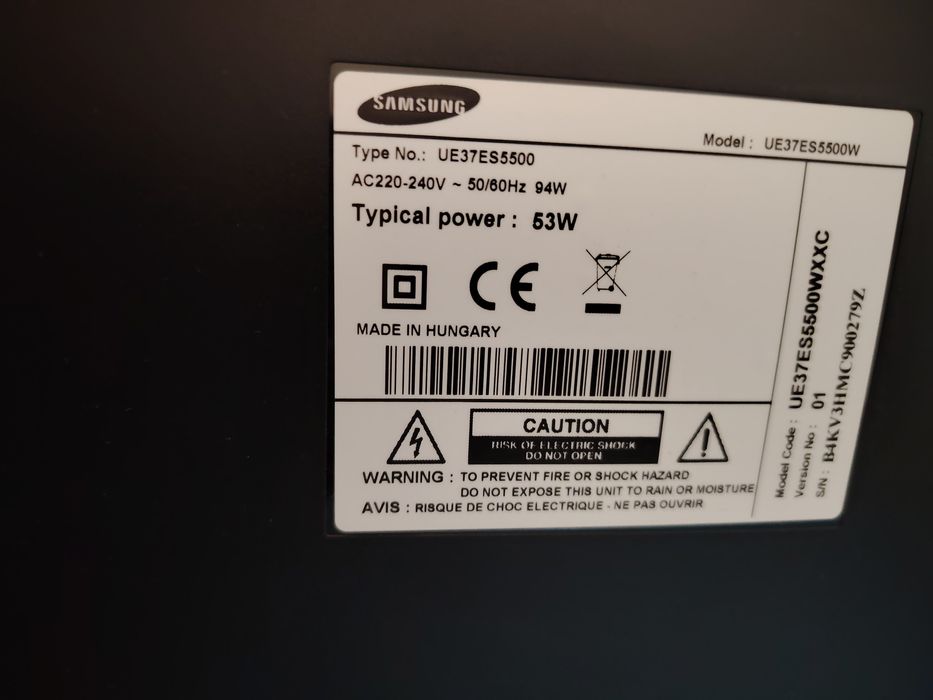 SAMSUNG
Model : UE37ES5500W
Type No.: UE37ES5500
AC220-240V ~ 50/60Hz 94W
Typical power : 53W
CE
MADE IN HUNGARY
CAUTION
RISK OF ELECTRIC SHOCK
DO NOT OPEN
WARNING : TO PREVENT FIRE OR SHOCK HAZARD
DO NOT EXPOSE THIS UNIT TO RAIN OR MOISTURE
AVIS : RISQUE DE CHOC ELECTRIQUE - NE PAS OUVRIR
Model Code : UE37ES5500WXXC
Version No : 01
S/N : B4KV3HMC900279Z